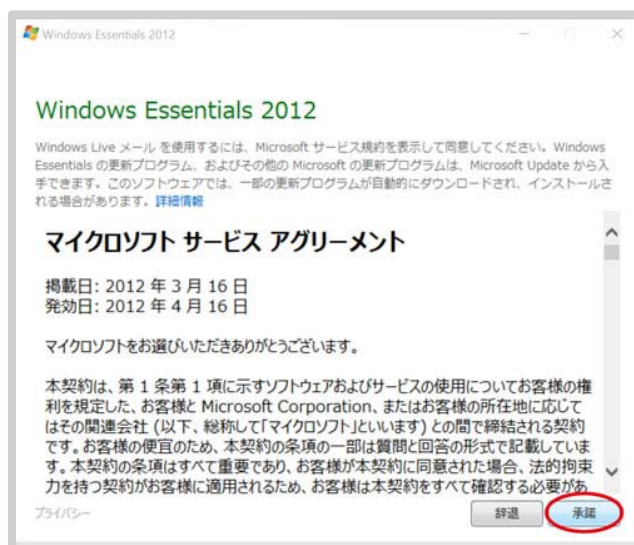 Windows Essentials 2012
Windows Essentials 2012
Windows Live メール を使用するには、Microsoft サービス規約を表示して同意してください。Windows
Essentials の更新プログラム、およびその他の Microsoft の更新プログラムは、Microsoft Update から入
手できます。このソフトウェアでは、一部の更新プログラムが自動的にダウンロードされ、インストールさ
れる場合があります。詳細情報
マイクロソフト サービス アグリーメント
掲載日: 2012 年 3 月 16 日
発効日: 2012 年 4 月 16 日
マイクロソフトをお選びいただきありがとうございます。
本契約は、第 1 条第 1 項に示すソフトウェアおよびサービスの使用についてお客様の権
利を規定した、お客様と Microsoft Corporation、またはお客様の所在地に応じて
はその関連会社 (以下、総称して「マイクロソフト」といいます) との間で締結される契約
です。お客様の便宜のため、本契約の条項の一部は質問と回答の形式で記載していま
す。本契約の条項はすべて重要であり、お客様が本契約に同意された場合、法的拘束
力を持つ契約がお客様に適用されるため、お客様は本契約をすべて確認する必要があ
プライバシー
辞退
承諾